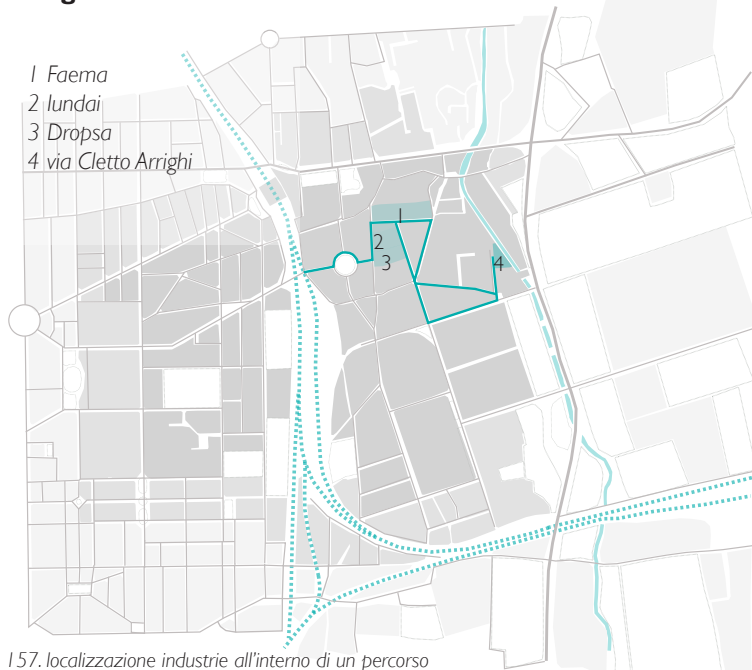 1 Faema
2 Iundai
3 Dropsa
4 via Cletto Arrighi
1
2
3
4
157. localizzazione industrie all'interno di un percorso